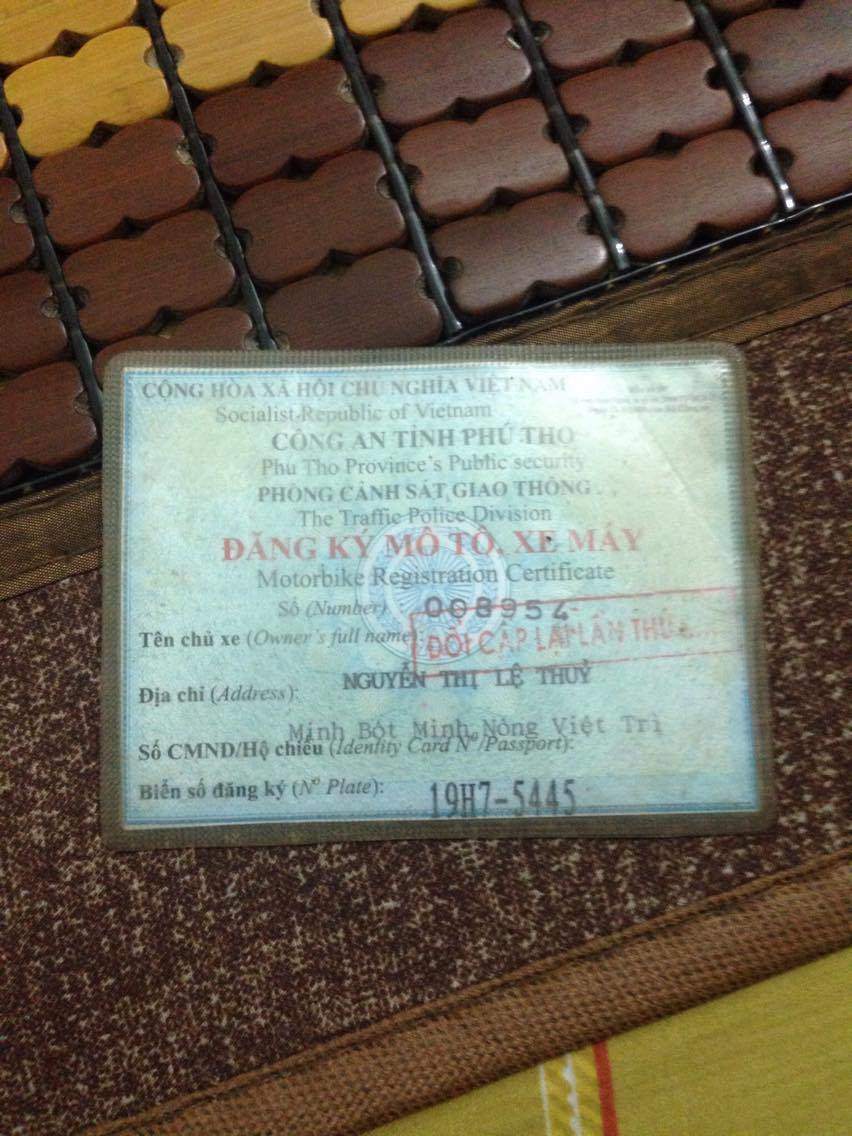 CỘNG HÒA XÃ HỘI CHỦ NGHĨA VIỆT NAM
Socialist Republic of Vietnam
CÔNG AN TỈNH PHÚ THỌ
Phu Tho Province's Public security
PHÒNG CẢNH SÁT GIAO THÔNG
The Traffic Police Division
ĐĂNG KÝ MÔ TÔ, XE MÁY
Motorbike Registration Certificate
Số (Number) 008954
Tên chủ xe (Owner's full name):
ĐỔI CẤP LẠI LẦN THỨ
NGUYỄN THỊ LỆ THUỶ
Địa chỉ (Address):
Minh Bột Minh Nông Việt Trì
Số CMND/Hộ chiếu (Identity Card Nº/Passport):
Biển số đăng ký (Nº Plate): 19H7-5445